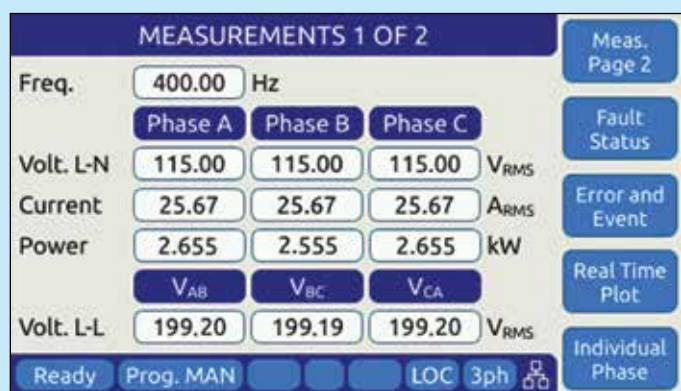 MEASUREMENTS 1 OF 2
Meas.
Page 2
Freq. 400.00 Hz
Phase A Phase B Phase C
Fault
Status
Volt. L-N 115.00 115.00 115.00 VRMS
Current 25.67 25.67 25.67 ARMS
Error and
Event
Power 2.655 2.555 2.655 kW
VAB VBC VCA
Real Time
Plot
Volt. L-L 199.20 199.19 199.20 VRMS
Individual
Phase
Ready Prog. MAN LOC 3ph